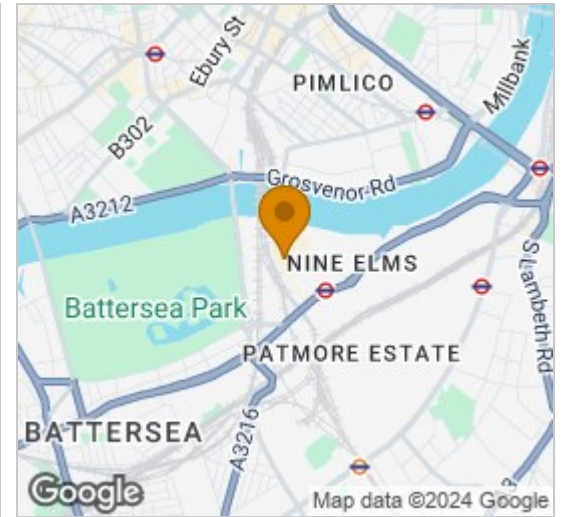 Ebury St
PIMLICO
Millbank
B302
Grosvenor Rd
A3212
NINE ELMS
S Lambeth Rd
Battersea Park
PATMORE ESTATE
BATTERSEA
A3216
3
Google
Map data ©2024 Google